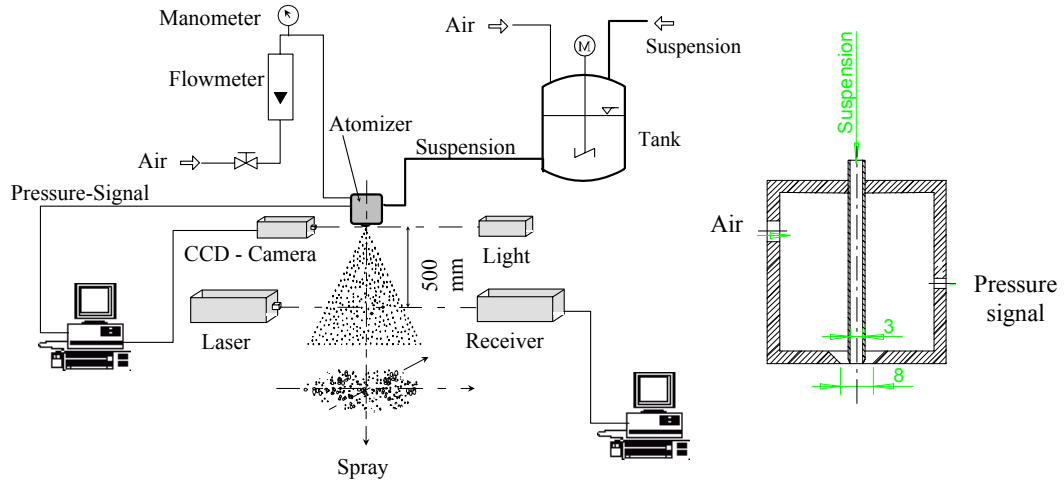 Manometer
Flowmeter
Air
Pressure-Signal
Atomizer
Suspension
Air
M
Suspension
Tank
CCD - Camera
Light
500
mm
Laser
Receiver
Spray
Suspension
Air
Pressure
signal
3
8